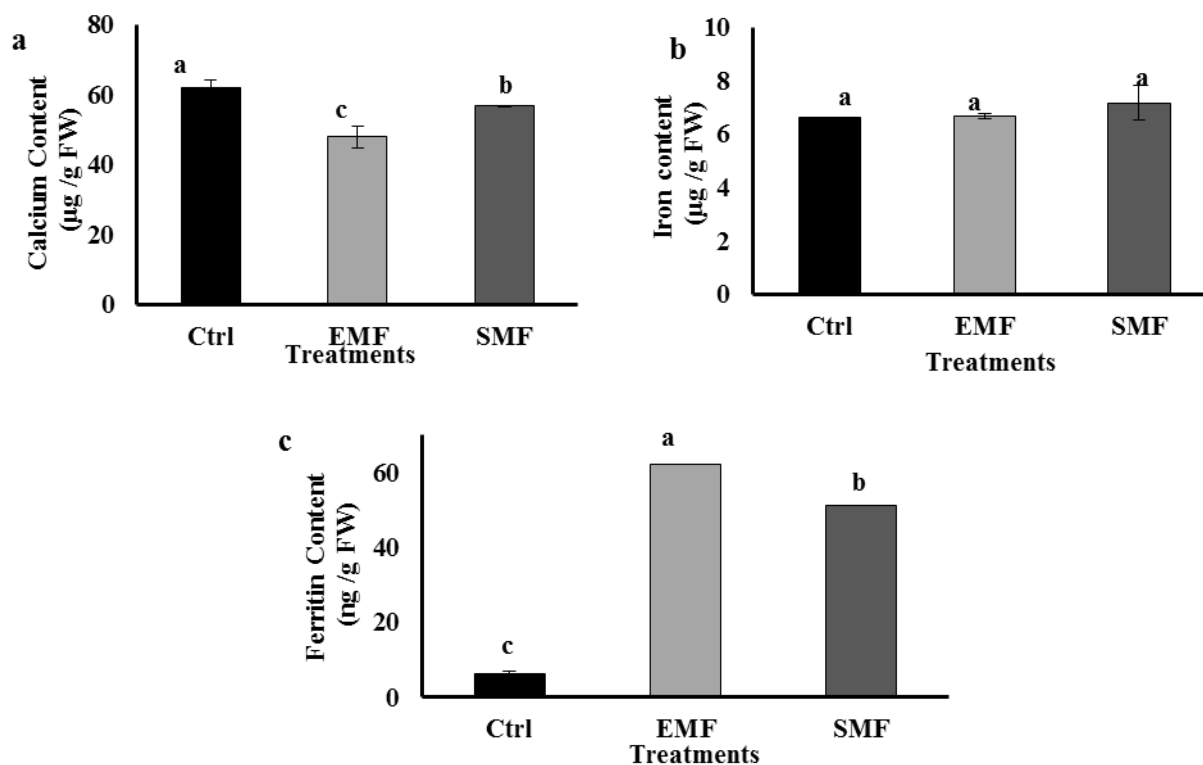 a
Calcium Content
(µg /g FW)
80
60
40
20
0
a
c
b
Ctrl
EMF
SMF
Treatments
b
Iron content
(µg /g FW)
10
8
6
4
2
0
a
a
a
Ctrl
EMF
SMF
Treatments
c
Ferritin Content
(ng /g FW)
60
40
20
0
c
a
b
Ctrl
EMF
SMF
Treatments